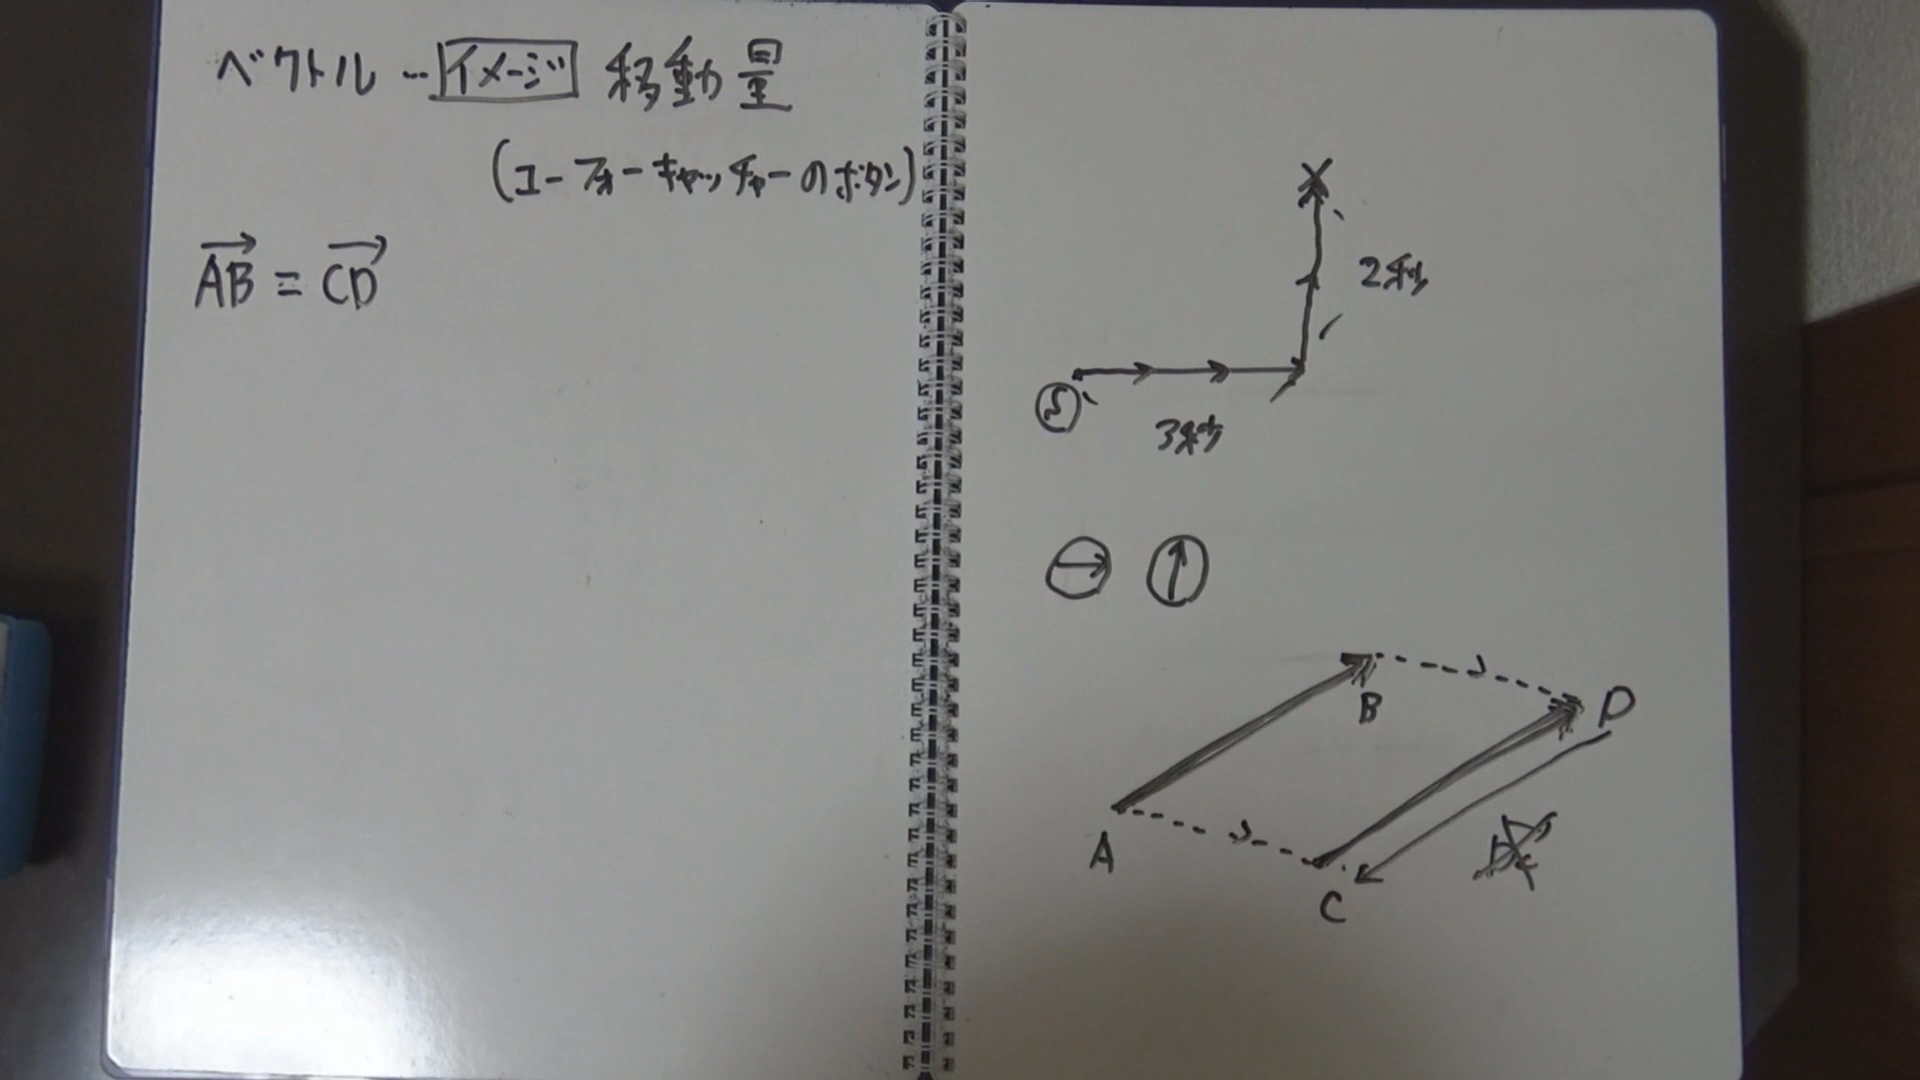 ベクトル … イメージ 移動量
(ユーフォーキャッチャーのボタン)
AB = CD
2秒
S
3秒
B
D
A
C